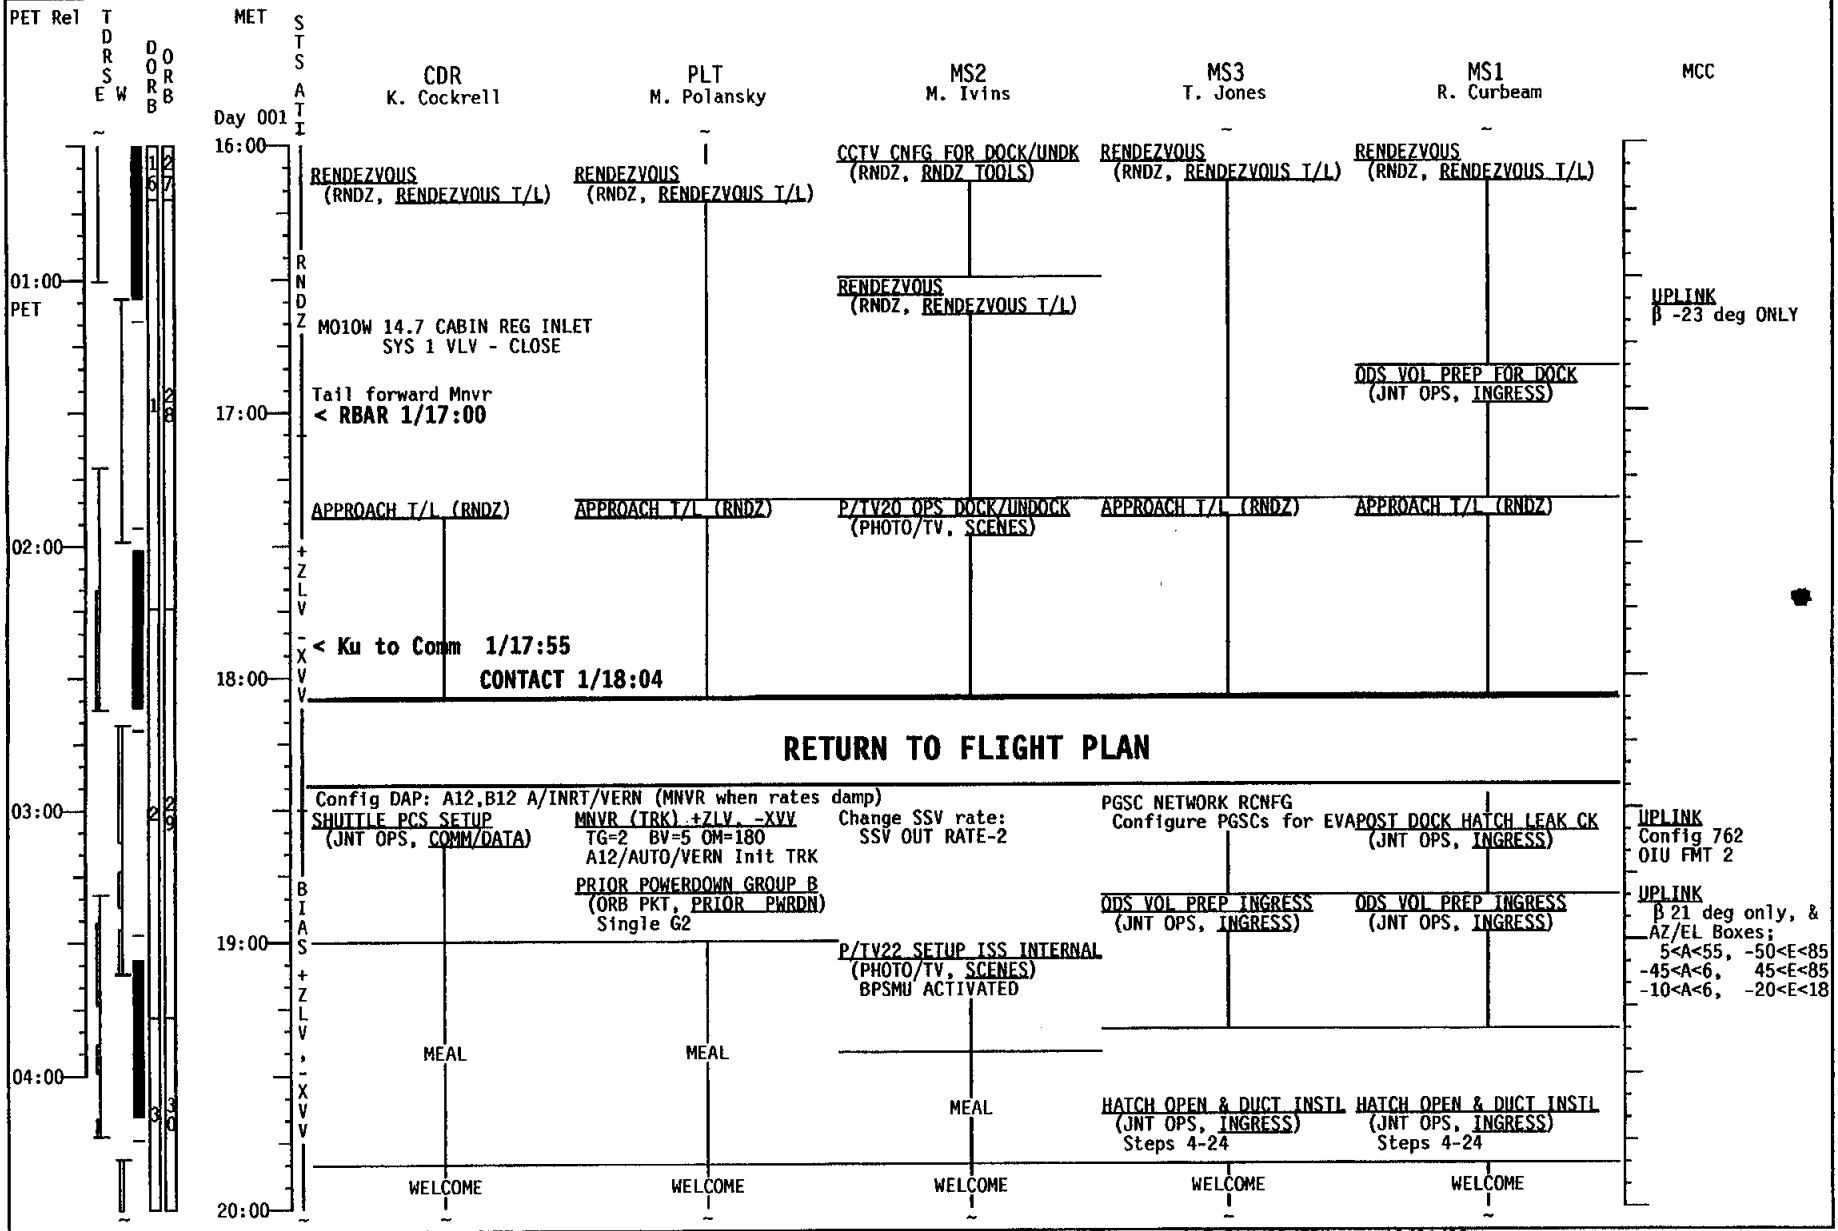 PET Rel
TDRS
E W
DORB
ORB
MET
STS ATTI
CDR
K. Cockrell
PLT
M. Polansky
MS2
M. Ivins
MS3
T. Jones
MS1
R. Curbeam
MCC
Day 001
~ ~ ~ ~
16:00
16
27
RENDEZVOUS
(RNDZ, RENDEZVOUS T/L)
RENDEZVOUS
(RNDZ, RENDEZVOUS T/L)
CCTV CNFG FOR DOCK/UNDK
(RNDZ, RNDZ TOOLS)
RENDEZVOUS
(RNDZ, RENDEZVOUS T/L)
RENDEZVOUS
(RNDZ, RENDEZVOUS T/L)
RNDZ
01:00
PET
RENDEZVOUS
(RNDZ, RENDEZVOUS T/L)
UPLINK
β -23 deg ONLY
MO10W 14.7 CABIN REG INLET
SYS 1 VLV - CLOSE
ODS VOL PREP FOR DOCK
(JNT OPS, INGRESS)
Tail forward Mnvr
1
28
17:00
< RBAR 1/17:00
APPROACH T/L (RNDZ)
APPROACH T/L (RNDZ)
P/TV20 OPS DOCK/UNDOCK
(PHOTO/TV, SCENES)
APPROACH T/L (RNDZ)
APPROACH T/L (RNDZ)
02:00
+ZLV -XVV
< Ku to Comm 1/17:55
18:00
CONTACT 1/18:04
RETURN TO FLIGHT PLAN
Config DAP: A12,B12 A/INRT/VERN (MNVR when rates damp)
03:00
2
29
SHUTTLE PCS SETUP
(JNT OPS, COMM/DATA)
MNVR (TRK) +ZLV, -XVV
TG=2 BV=5 OM=180
A12/AUTO/VERN Init TRK
PRIOR POWERDOWN GROUP B
(ORB PKT, PRIOR PWRDN)
Single G2
Change SSV rate:
SSV OUT RATE-2
PGSC NETWORK RCNFG
Configure PGSCs for EVA
POST DOCK HATCH LEAK CK
(JNT OPS, INGRESS)
UPLINK
Config 762
OIU FMT 2
ODS VOL PREP INGRESS
(JNT OPS, INGRESS)
ODS VOL PREP INGRESS
(JNT OPS, INGRESS)
UPLINK
β 21 deg only, &
AZ/EL Boxes;
5<A<55, -50<E<85
-45<A<6, 45<E<85
-10<A<6, -20<E<18
BIAS +ZLV, -XVV
19:00
P/TV22 SETUP ISS INTERNAL
(PHOTO/TV, SCENES)
BPSMU ACTIVATED
MEAL
MEAL
04:00
3
30
MEAL
HATCH OPEN & DUCT INSTL
(JNT OPS, INGRESS)
Steps 4-24
HATCH OPEN & DUCT INSTL
(JNT OPS, INGRESS)
Steps 4-24
WELCOME
WELCOME
WELCOME
WELCOME
WELCOME
20:00
~ ~ ~ ~ ~ ~ ~